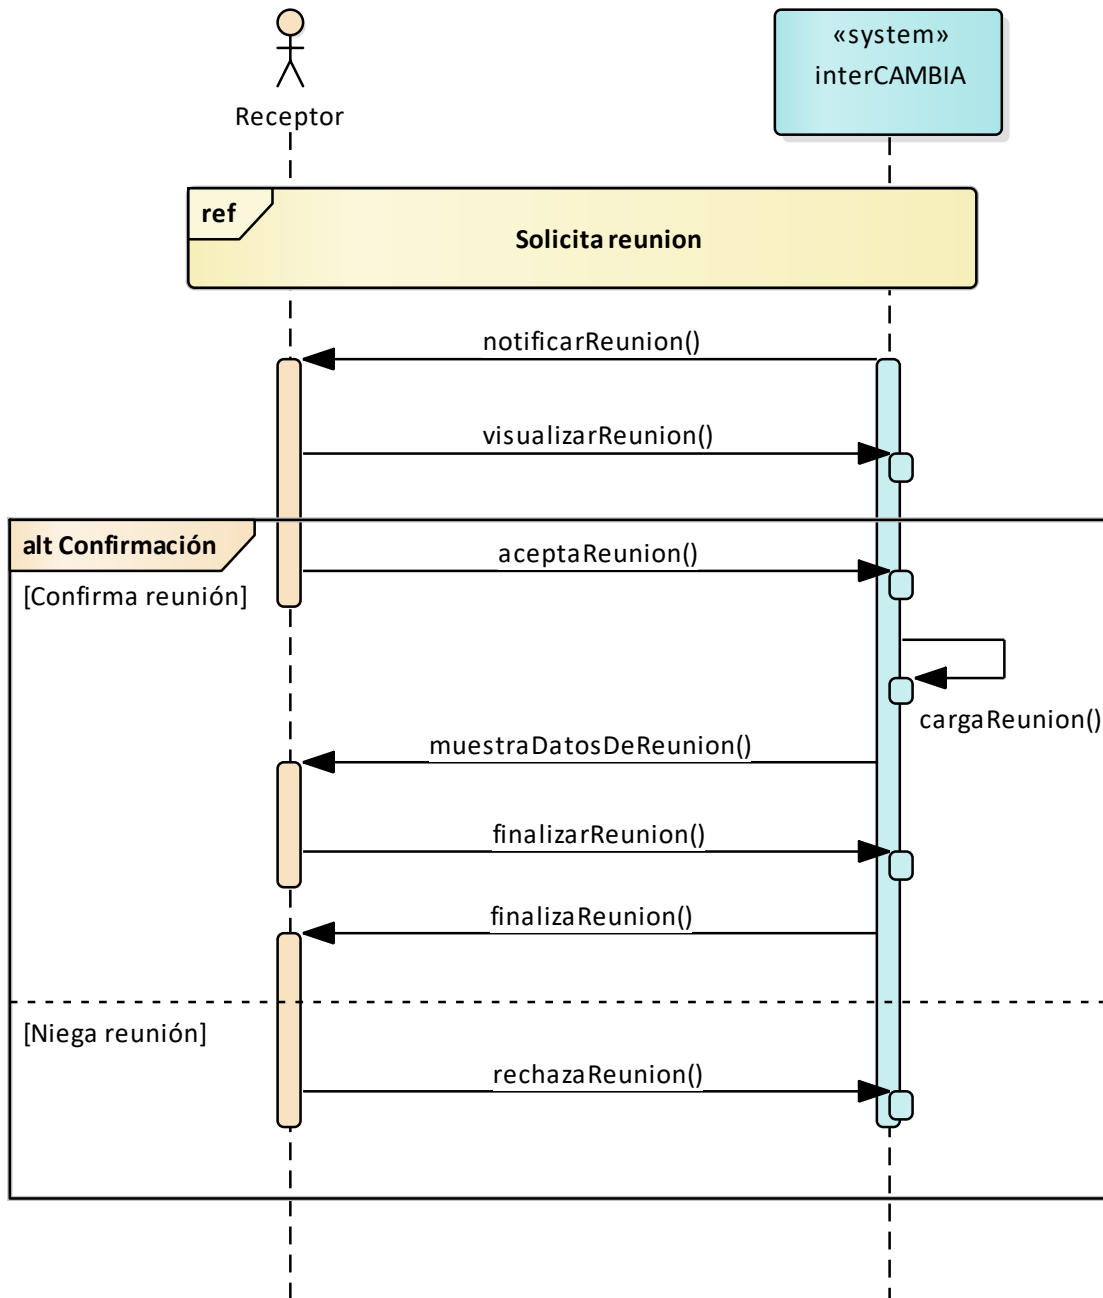 «system»
interCAMBIA
Receptor
ref
Solicita reunion
notificarReunion()
visualizarReunion()
alt Confirmación
aceptaReunion()
[Confirma reunión]
cargaReunion()
muestraDatosDeReunion()
finalizarReunion()
finalizaReunion()
[Niega reunión]
rechazaReunion()